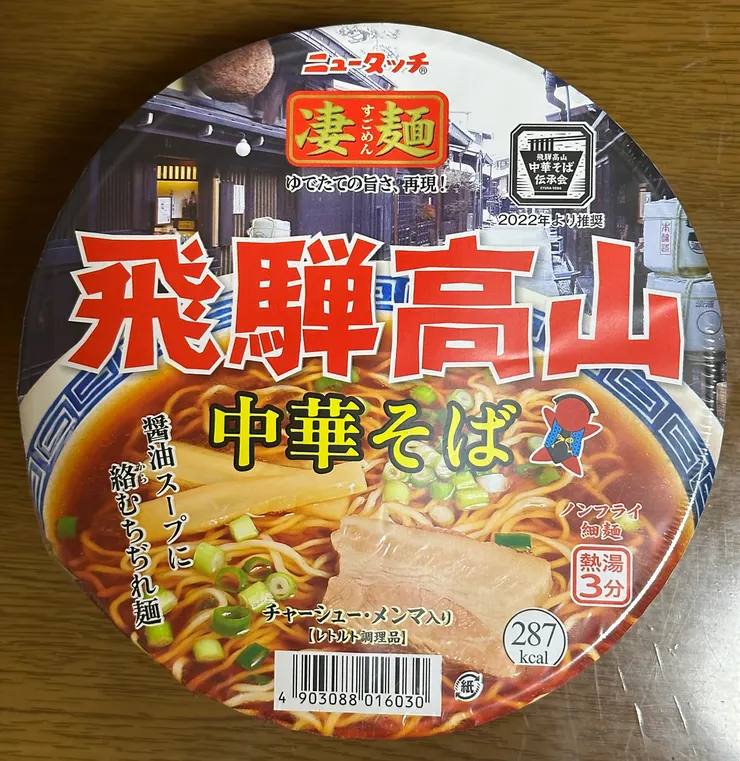 ニュータッチ®
凄麺
すごめん
ゆでたての旨さ、再現!
飛騨高山
中華そば
伝承会
2022年より推奨
本醸造
飛騨高山
中華そば
醤油スープに
絡むちぢれ麺
から
ノンフライ
細麺
熱湯
3分
チャーシュー・メンマ入り
【レトルト調理品】
287
kcal
4 903088 016030
紙